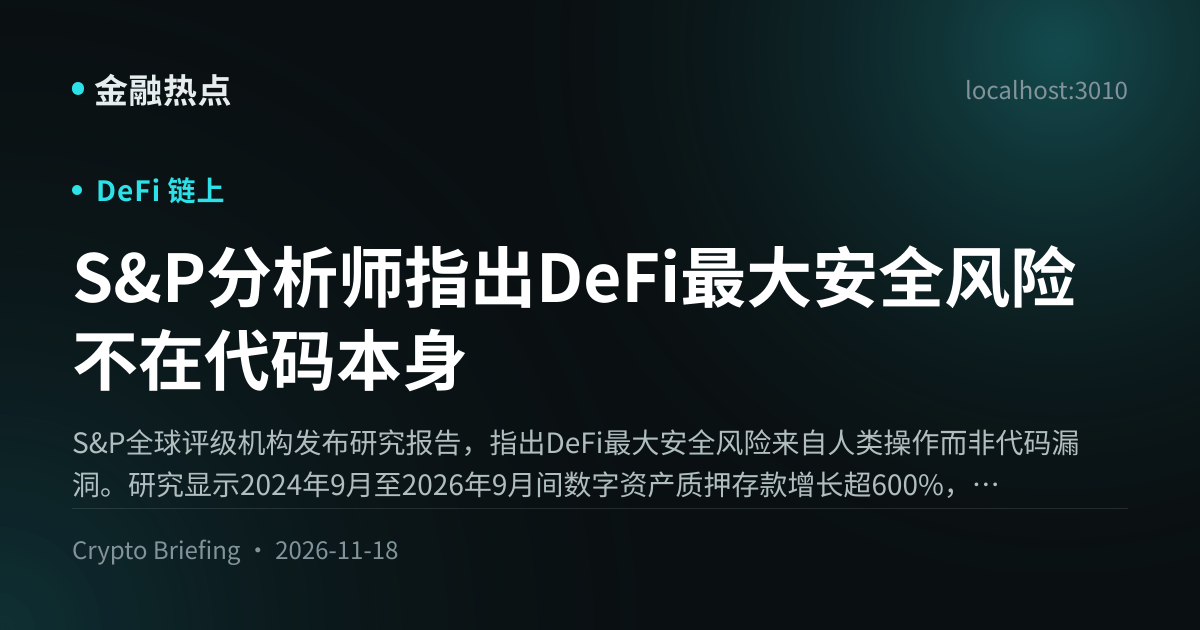 金融热点
localhost:3010
DeFi 链上
S&P分析师指出DeFi最大安全风险
不在代码本身
S&P全球评级机构发布研究报告，指出DeFi最大安全风险来自人类操作而非代码漏
洞。研究显示2024年9月至2026年9月间数字资产质押存款增长超600%，…
Crypto Briefing · 2026-11-18